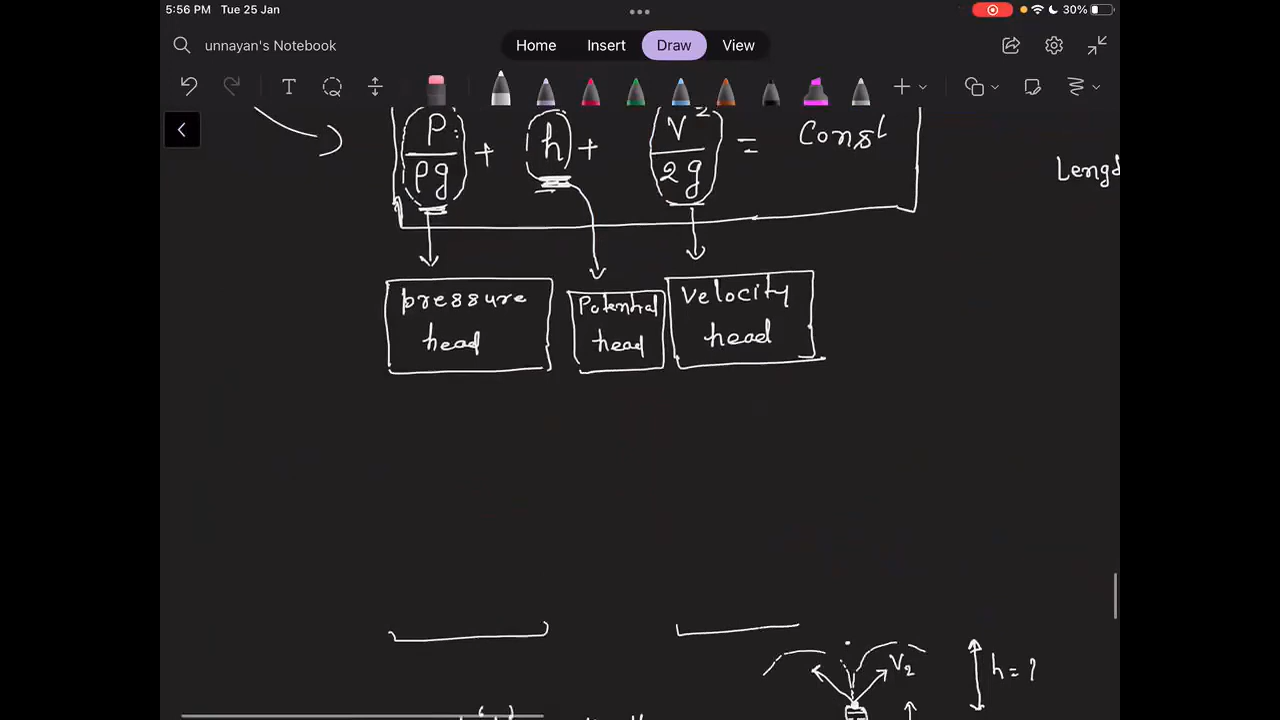 5:56 PM Tue 25 Jan
30%
unnayan's Notebook
Home Insert Draw View
P/ρg + h + V²/2g = Const
Lengt
pressure head
Potential head
Velocity head
V₂
h = ?